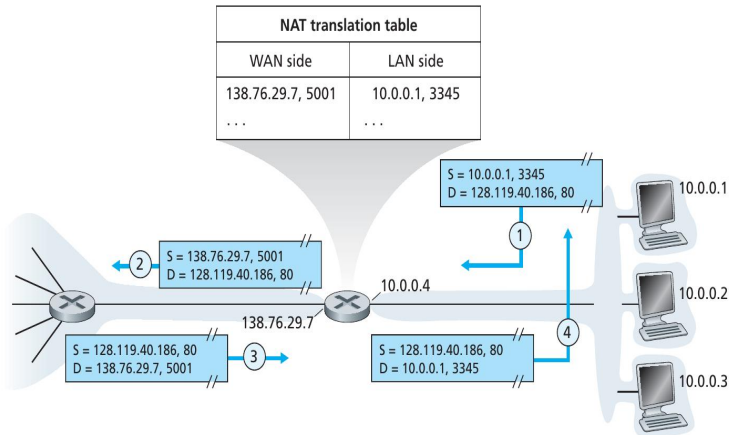 NAT translation table
WAN side LAN side
138.76.29.7, 5001 10.0.0.1, 3345
. . . . . .
S = 10.0.0.1, 3345
D = 128.119.40.186, 80
10.0.0.1
1
2
S = 138.76.29.7, 5001
D = 128.119.40.186, 80
10.0.0.4
10.0.0.2
138.76.29.7
4
S = 128.119.40.186, 80
D = 138.76.29.7, 5001
3
S = 128.119.40.186, 80
D = 10.0.0.1, 3345
10.0.0.3